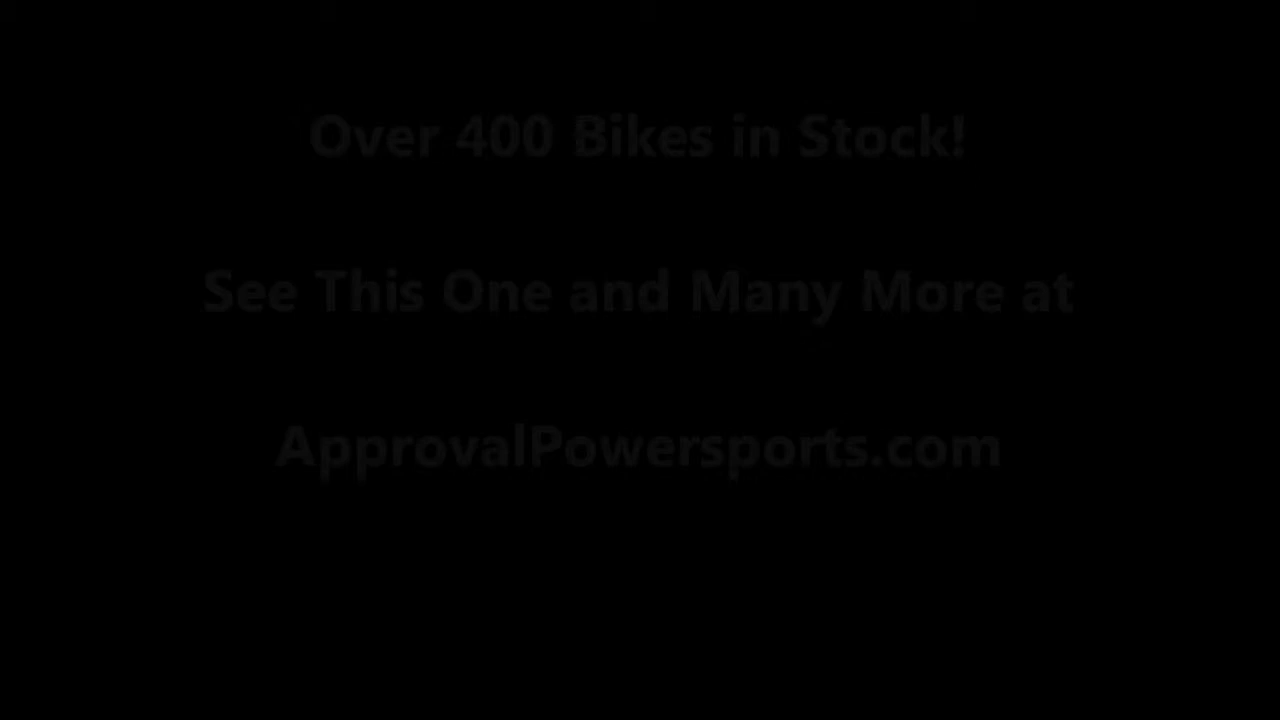 Over 400 Bikes in Stock!
See This One and Many More at
ApprovalPowersports.com